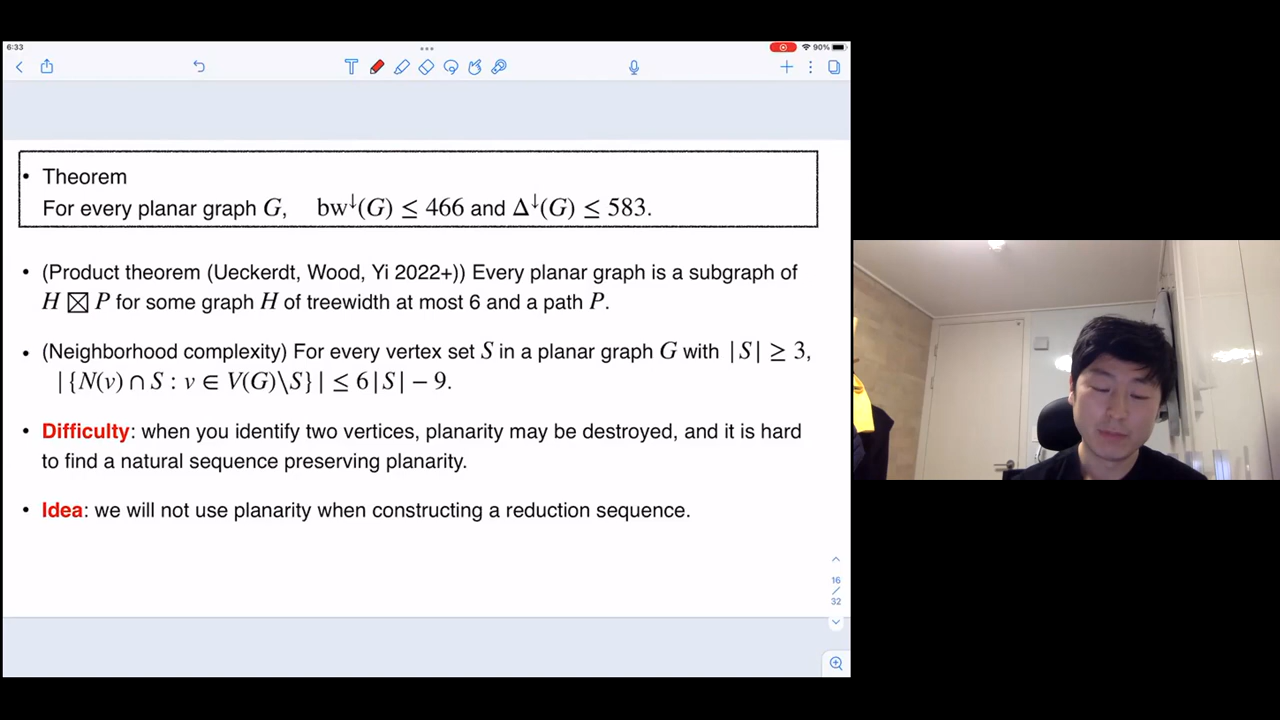 6:33
90%
• Theorem
For every planar graph G, bw↓(G) ≤ 466 and Δ↓(G) ≤ 583.
• (Product theorem (Ueckerdt, Wood, Yi 2022+)) Every planar graph is a subgraph of
H ⊠ P for some graph H of treewidth at most 6 and a path P.
• (Neighborhood complexity) For every vertex set S in a planar graph G with |S| ≥ 3,
|{N(v) ∩ S : v ∈ V(G)\S}| ≤ 6|S| − 9.
• Difficulty: when you identify two vertices, planarity may be destroyed, and it is hard
to find a natural sequence preserving planarity.
• Idea: we will not use planarity when constructing a reduction sequence.
16
/
32